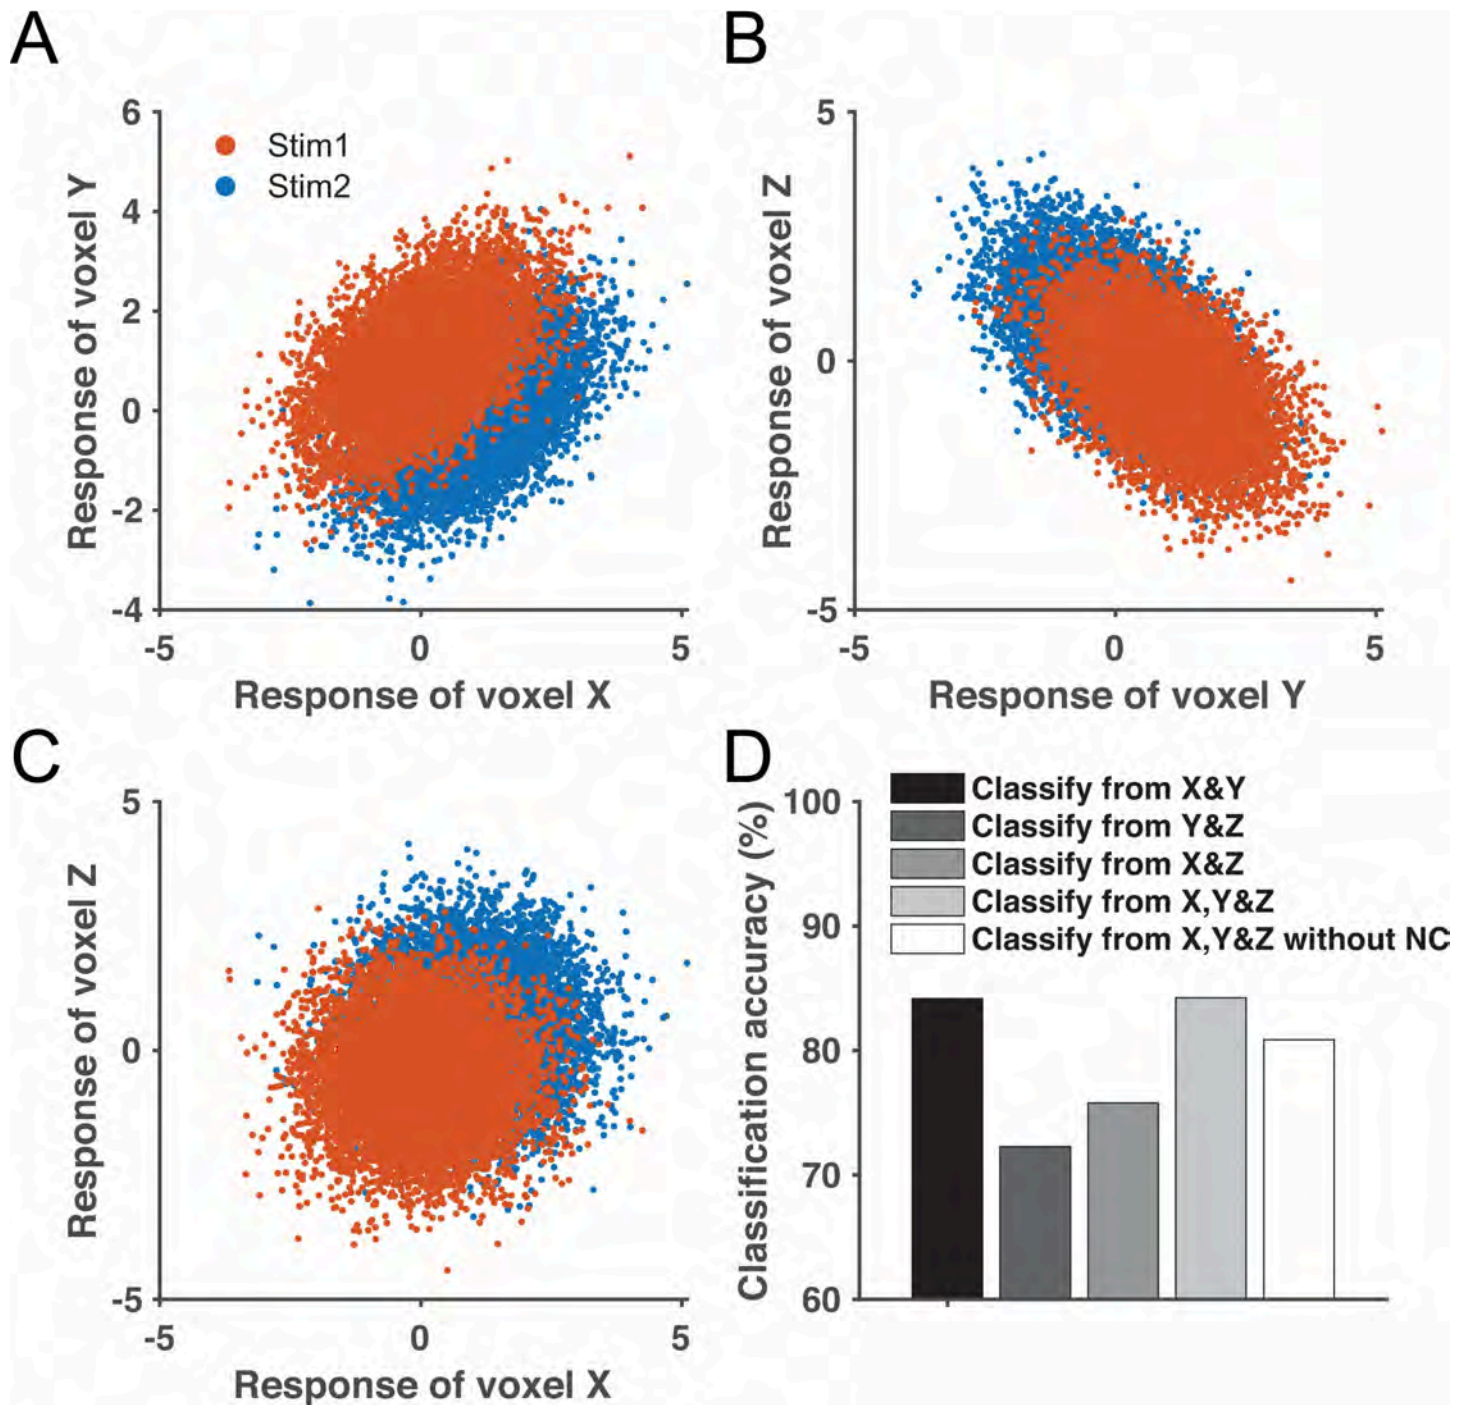 A
6
4
2
0
-2
-4
-5
0
5
Response of voxel Y
Response of voxel X
Stim1
Stim2
B
5
0
-5
-5
0
5
Response of voxel Z
Response of voxel Y
C
5
0
-5
-5
0
5
Response of voxel Z
Response of voxel X
D
100
90
80
70
60
Classification accuracy (%)
Classify from X&Y
Classify from Y&Z
Classify from X&Z
Classify from X,Y&Z
Classify from X,Y&Z without NC